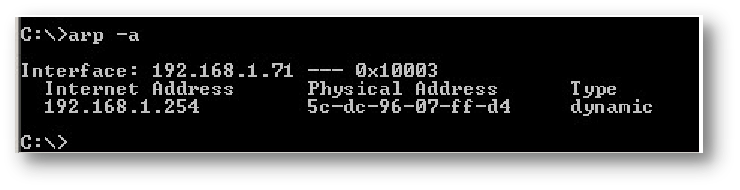 C:\>arp -a
Interface: 192.168.1.71 --- 0x10003
Internet Address Physical Address Type
192.168.1.254 5c-dc-96-07-ff-d4 dynamic
C:\>